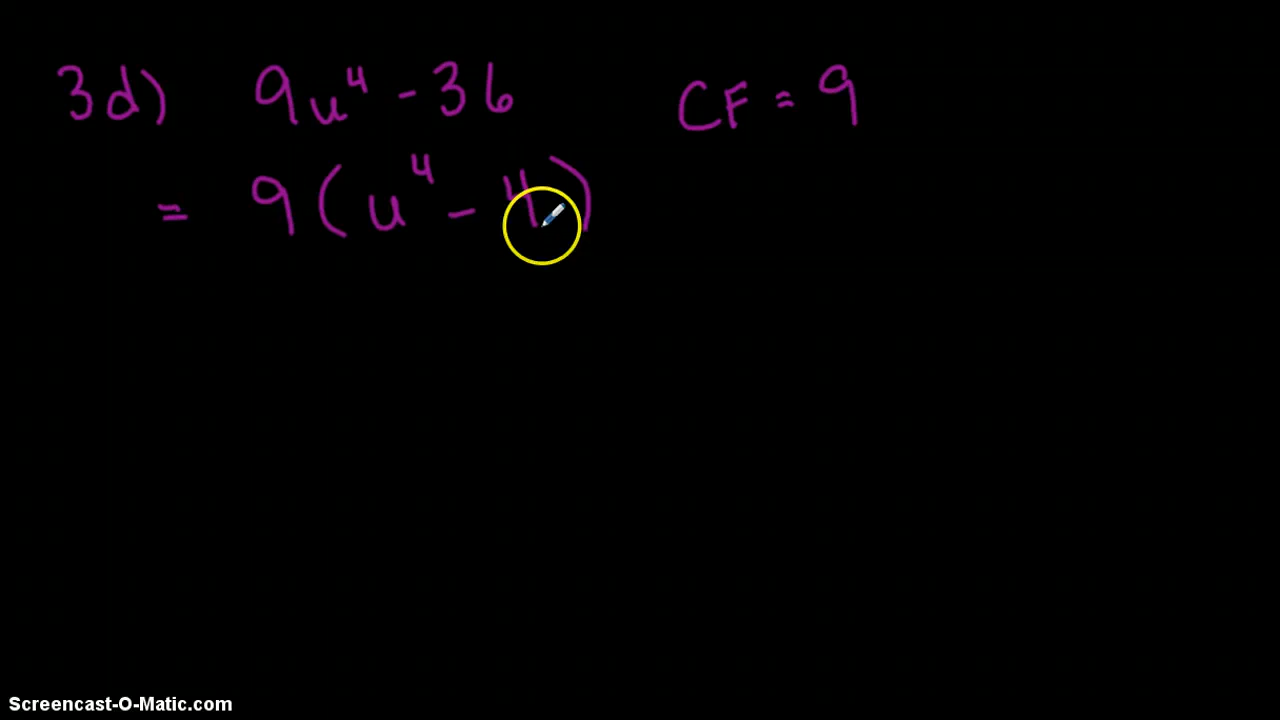 3d) 9u⁴ - 36 CF = 9
= 9(u⁴ - 4)
Screencast-O-Matic.com